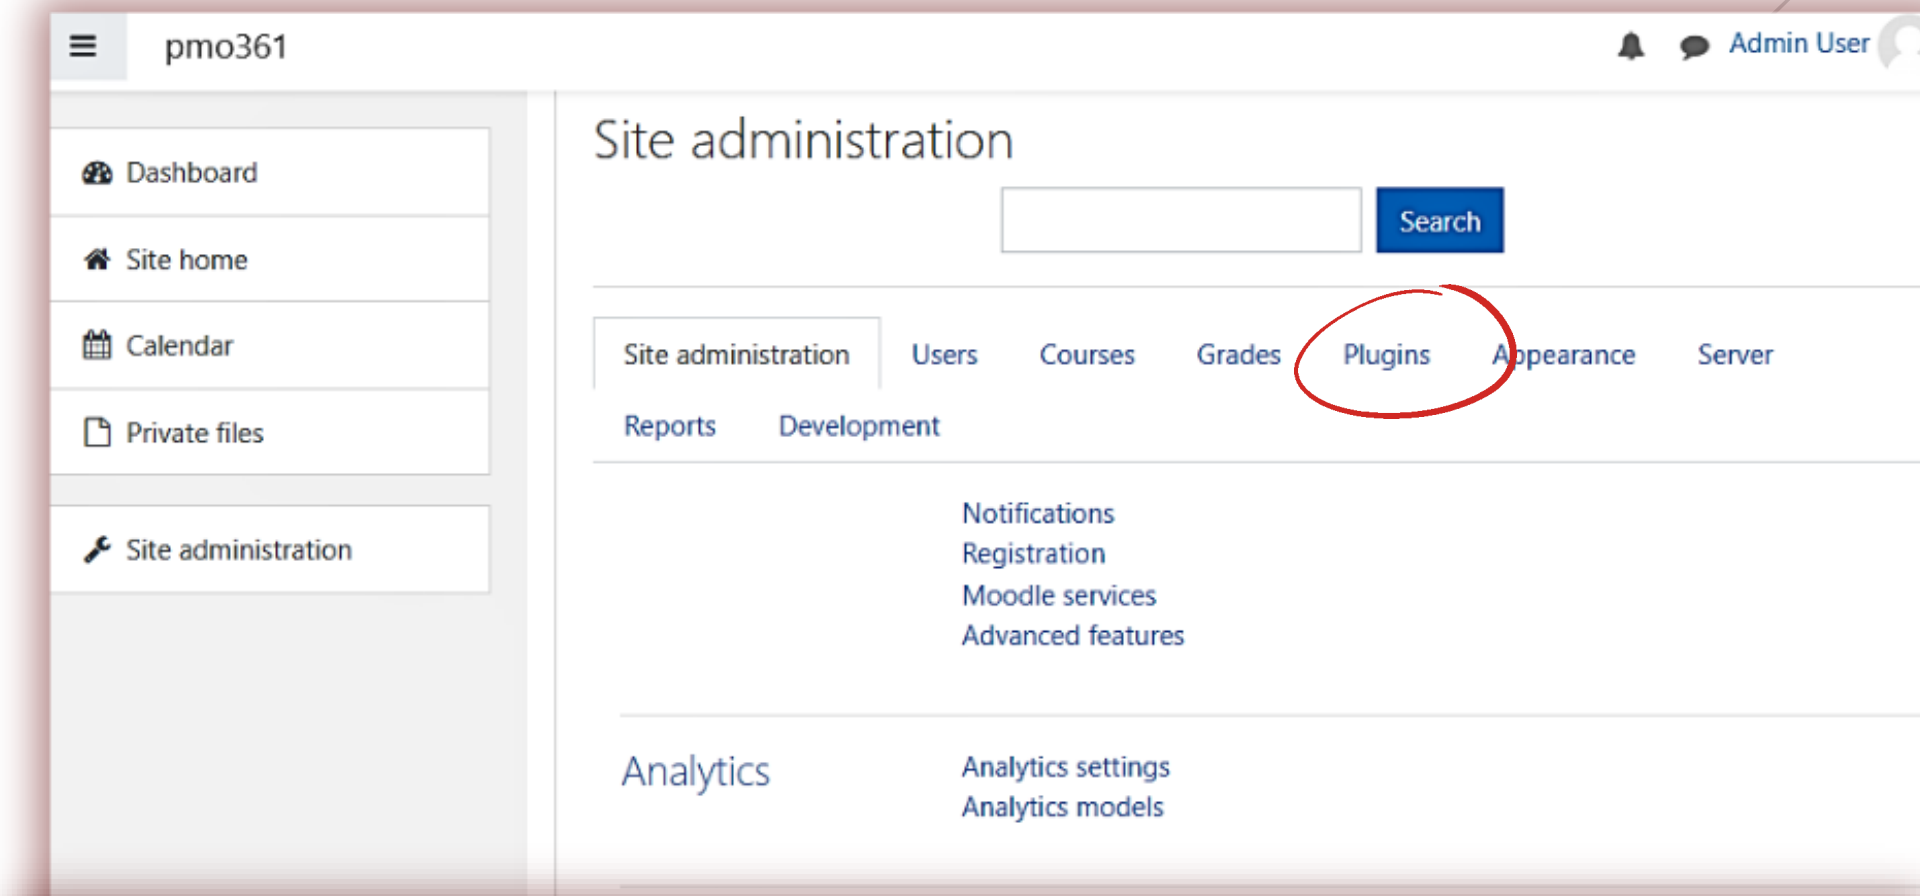 pmo361
Admin User
Dashboard
Site home
Calendar
Private files
Site administration
Site administration
Search
Site administration Users Courses Grades Plugins Appearance Server
Reports Development
Notifications
Registration
Moodle services
Advanced features
Analytics
Analytics settings
Analytics models